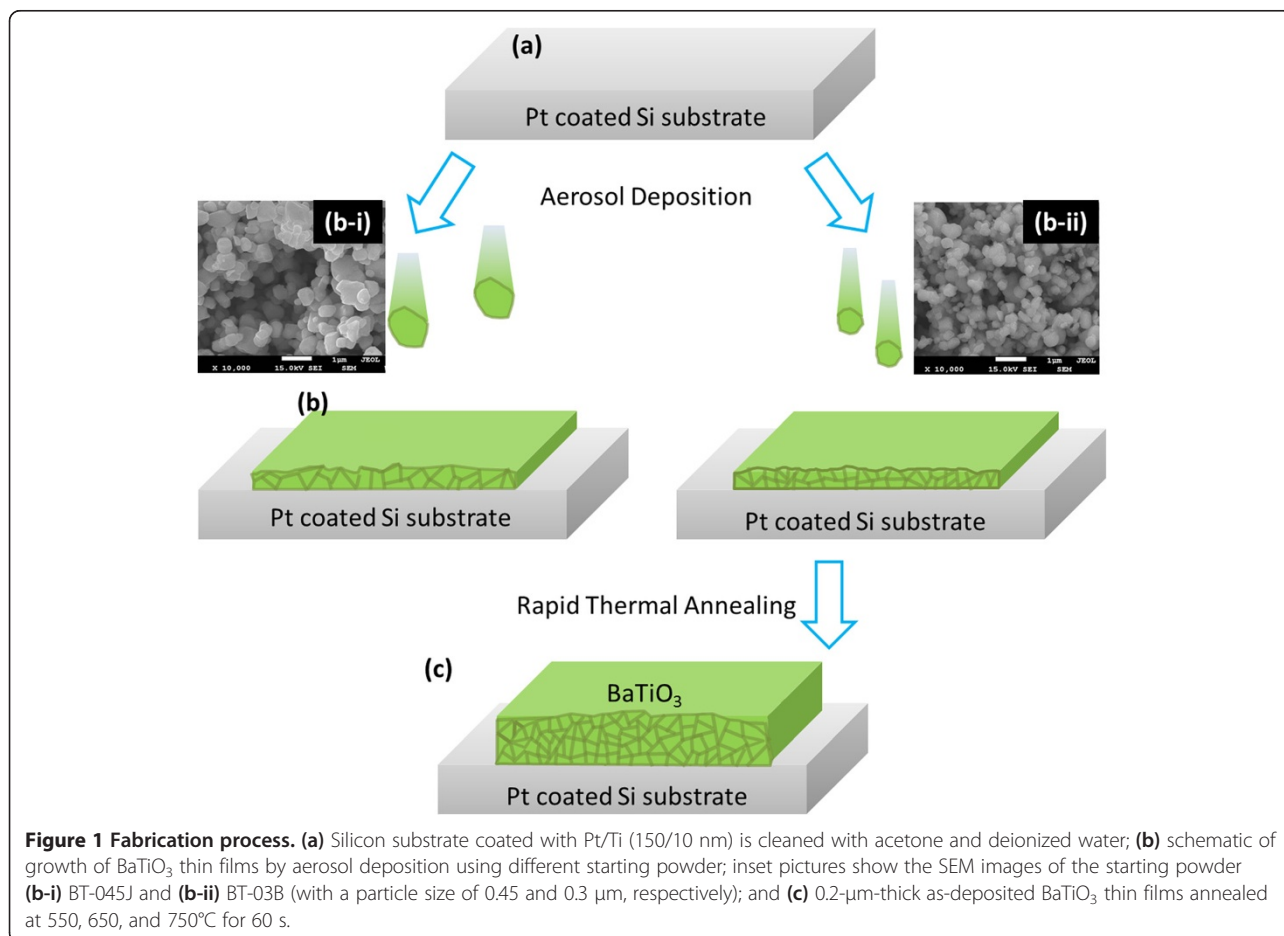 (a)
Pt coated Si substrate
Aerosol Deposition
(b-i)
X 10,000 15.0kV SEI 1μm JEOL SEM
(b-ii)
X 10,000 15.0kV SEI 1μm JEOL SEM
(b)
Pt coated Si substrate
Pt coated Si substrate
Rapid Thermal Annealing
(c)
BaTiO₃
Pt coated Si substrate
Figure 1 Fabrication process. (a) Silicon substrate coated with Pt/Ti (150/10 nm) is cleaned with acetone and deionized water; (b) schematic of
growth of BaTiO₃ thin films by aerosol deposition using different starting powder; inset pictures show the SEM images of the starting powder
(b-i) BT-045J and (b-ii) BT-03B (with a particle size of 0.45 and 0.3 μm, respectively); and (c) 0.2-μm-thick as-deposited BaTiO₃ thin films annealed
at 550, 650, and 750°C for 60 s.